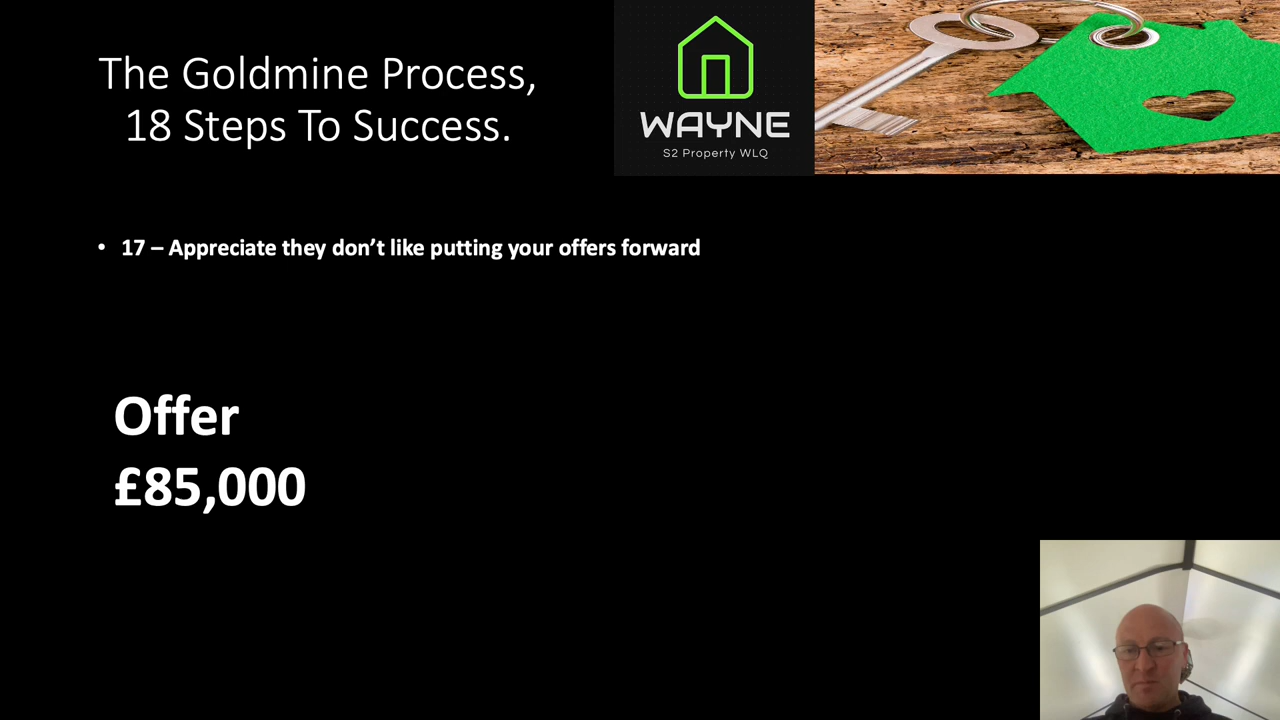 The Goldmine Process,
18 Steps To Success.
WAYNE
S2 Property WLQ
• 17 – Appreciate they don’t like putting your offers forward
Offer
£85,000